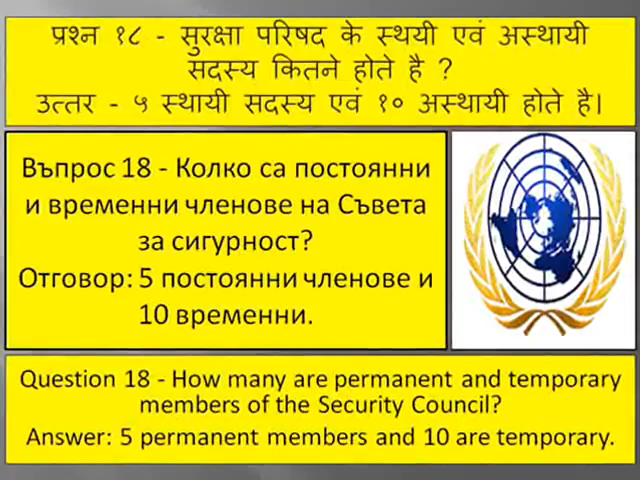 प्रश्न १८ - सुरक्षा परिषद के स्थयी एवं अस्थायी
सदस्य कितने होते है ?
उत्तर - ५ स्थायी सदस्य एवं १० अस्थायी होते है।
Въпрос 18 - Колко са постоянни
и временни членове на Съвета
за сигурност?
Отговор: 5 постоянни членове и
10 временни.
Question 18 - How many are permanent and temporary
members of the Security Council?
Answer: 5 permanent members and 10 are temporary.